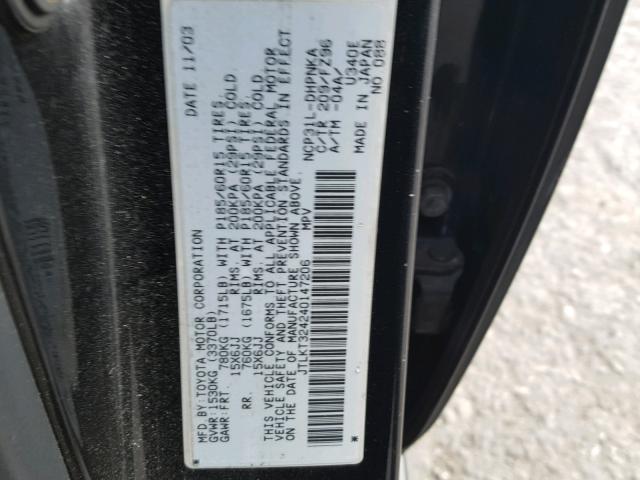 MFD. BY: TOYOTA MOTOR CORPORATION DATE 11/03
GVWR: 1530KG (3370LB)
GAWR: FRT. 780KG (1715LB) WITH P185/60R15 TIRES,
15X6JJ RIMS, AT 200KPA (29PSI) COLD
RR. 760KG (1675LB) WITH P185/60R15 TIRES,
15X6JJ RIMS, AT 200KPA (29PSI) COLD
THIS VEHICLE CONFORMS TO ALL APPLICABLE FEDERAL MOTOR
VEHICLE SAFETY AND THEFT PREVENTION STANDARDS IN EFFECT
ON THE DATE OF MANUFACTURE SHOWN ABOVE.
JTLKT324240147206 MPV NCP31L-DHPNKA
C/TR 209/FZ96
A/TM -04A/ U340E
MADE IN JAPAN
* * NO 088